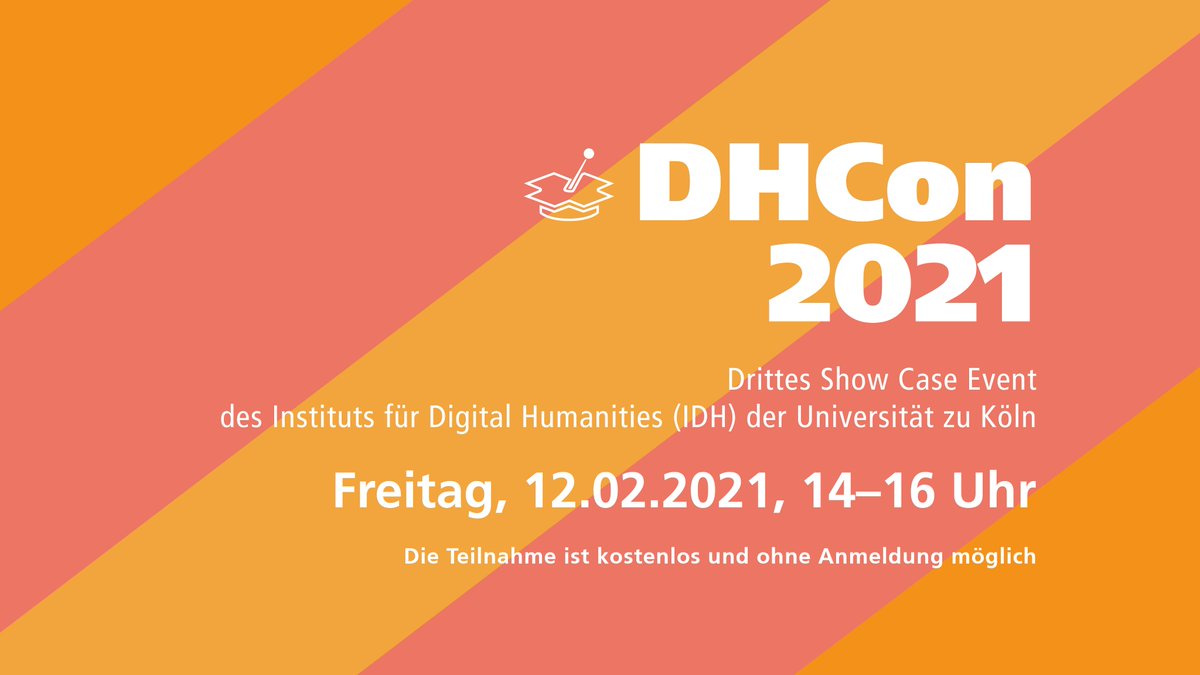 DHCon
2021
Drittes Show Case Event
des Instituts für Digital Humanities (IDH) der Universität zu Köln
Freitag, 12.02.2021, 14–16 Uhr
Die Teilnahme ist kostenlos und ohne Anmeldung möglich